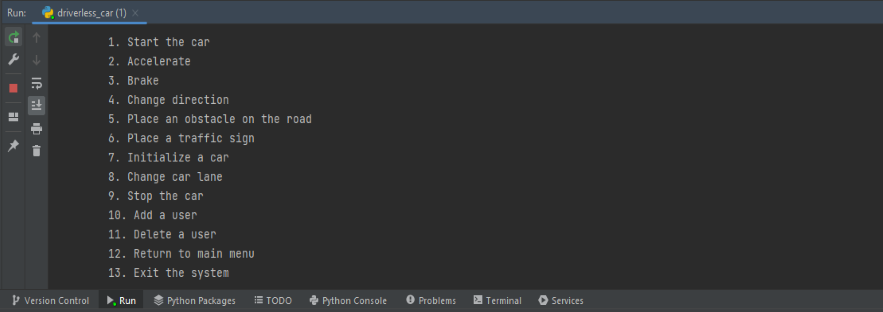 Run: driverless_car (1)
1. Start the car
2. Accelerate
3. Brake
4. Change direction
5. Place an obstacle on the road
6. Place a traffic sign
7. Initialize a car
8. Change car lane
9. Stop the car
10. Add a user
11. Delete a user
12. Return to main menu
13. Exit the system
Version Control Run Python Packages TODO Python Console Problems Terminal Services